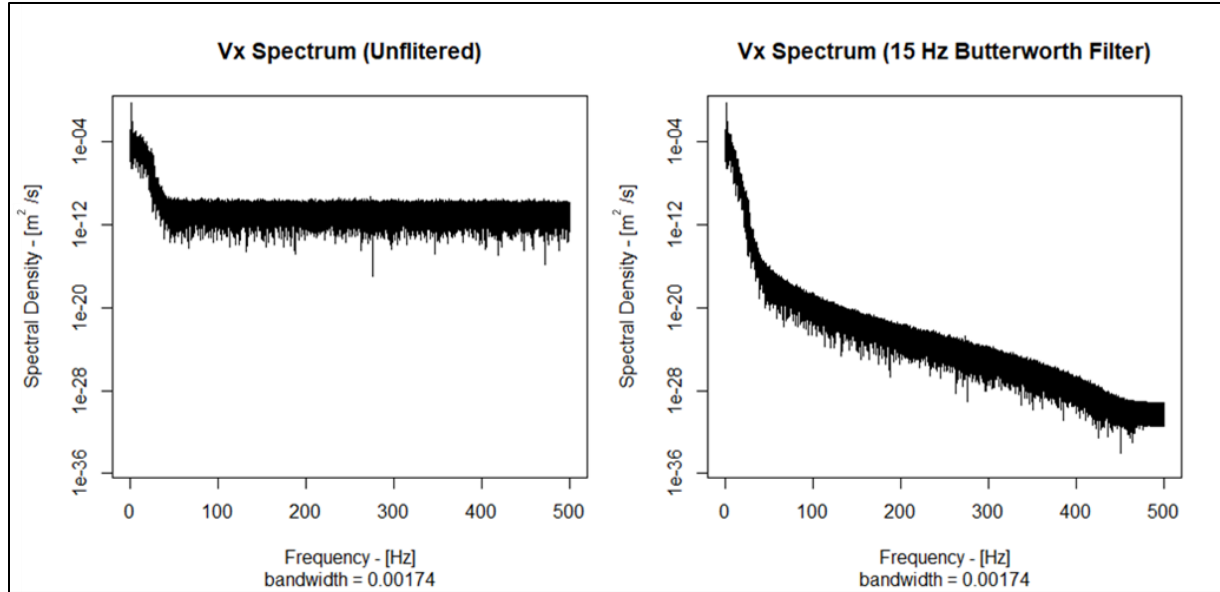 Vx Spectrum (Unflitered)
Spectral Density - [m² /s]
1e-04
1e-12
1e-20
1e-28
1e-36
0 100 200 300 400 500
Frequency - [Hz]
bandwidth = 0.00174
Vx Spectrum (15 Hz Butterworth Filter)
Spectral Density - [m² /s]
1e-04
1e-12
1e-20
1e-28
1e-36
0 100 200 300 400 500
Frequency - [Hz]
bandwidth = 0.00174